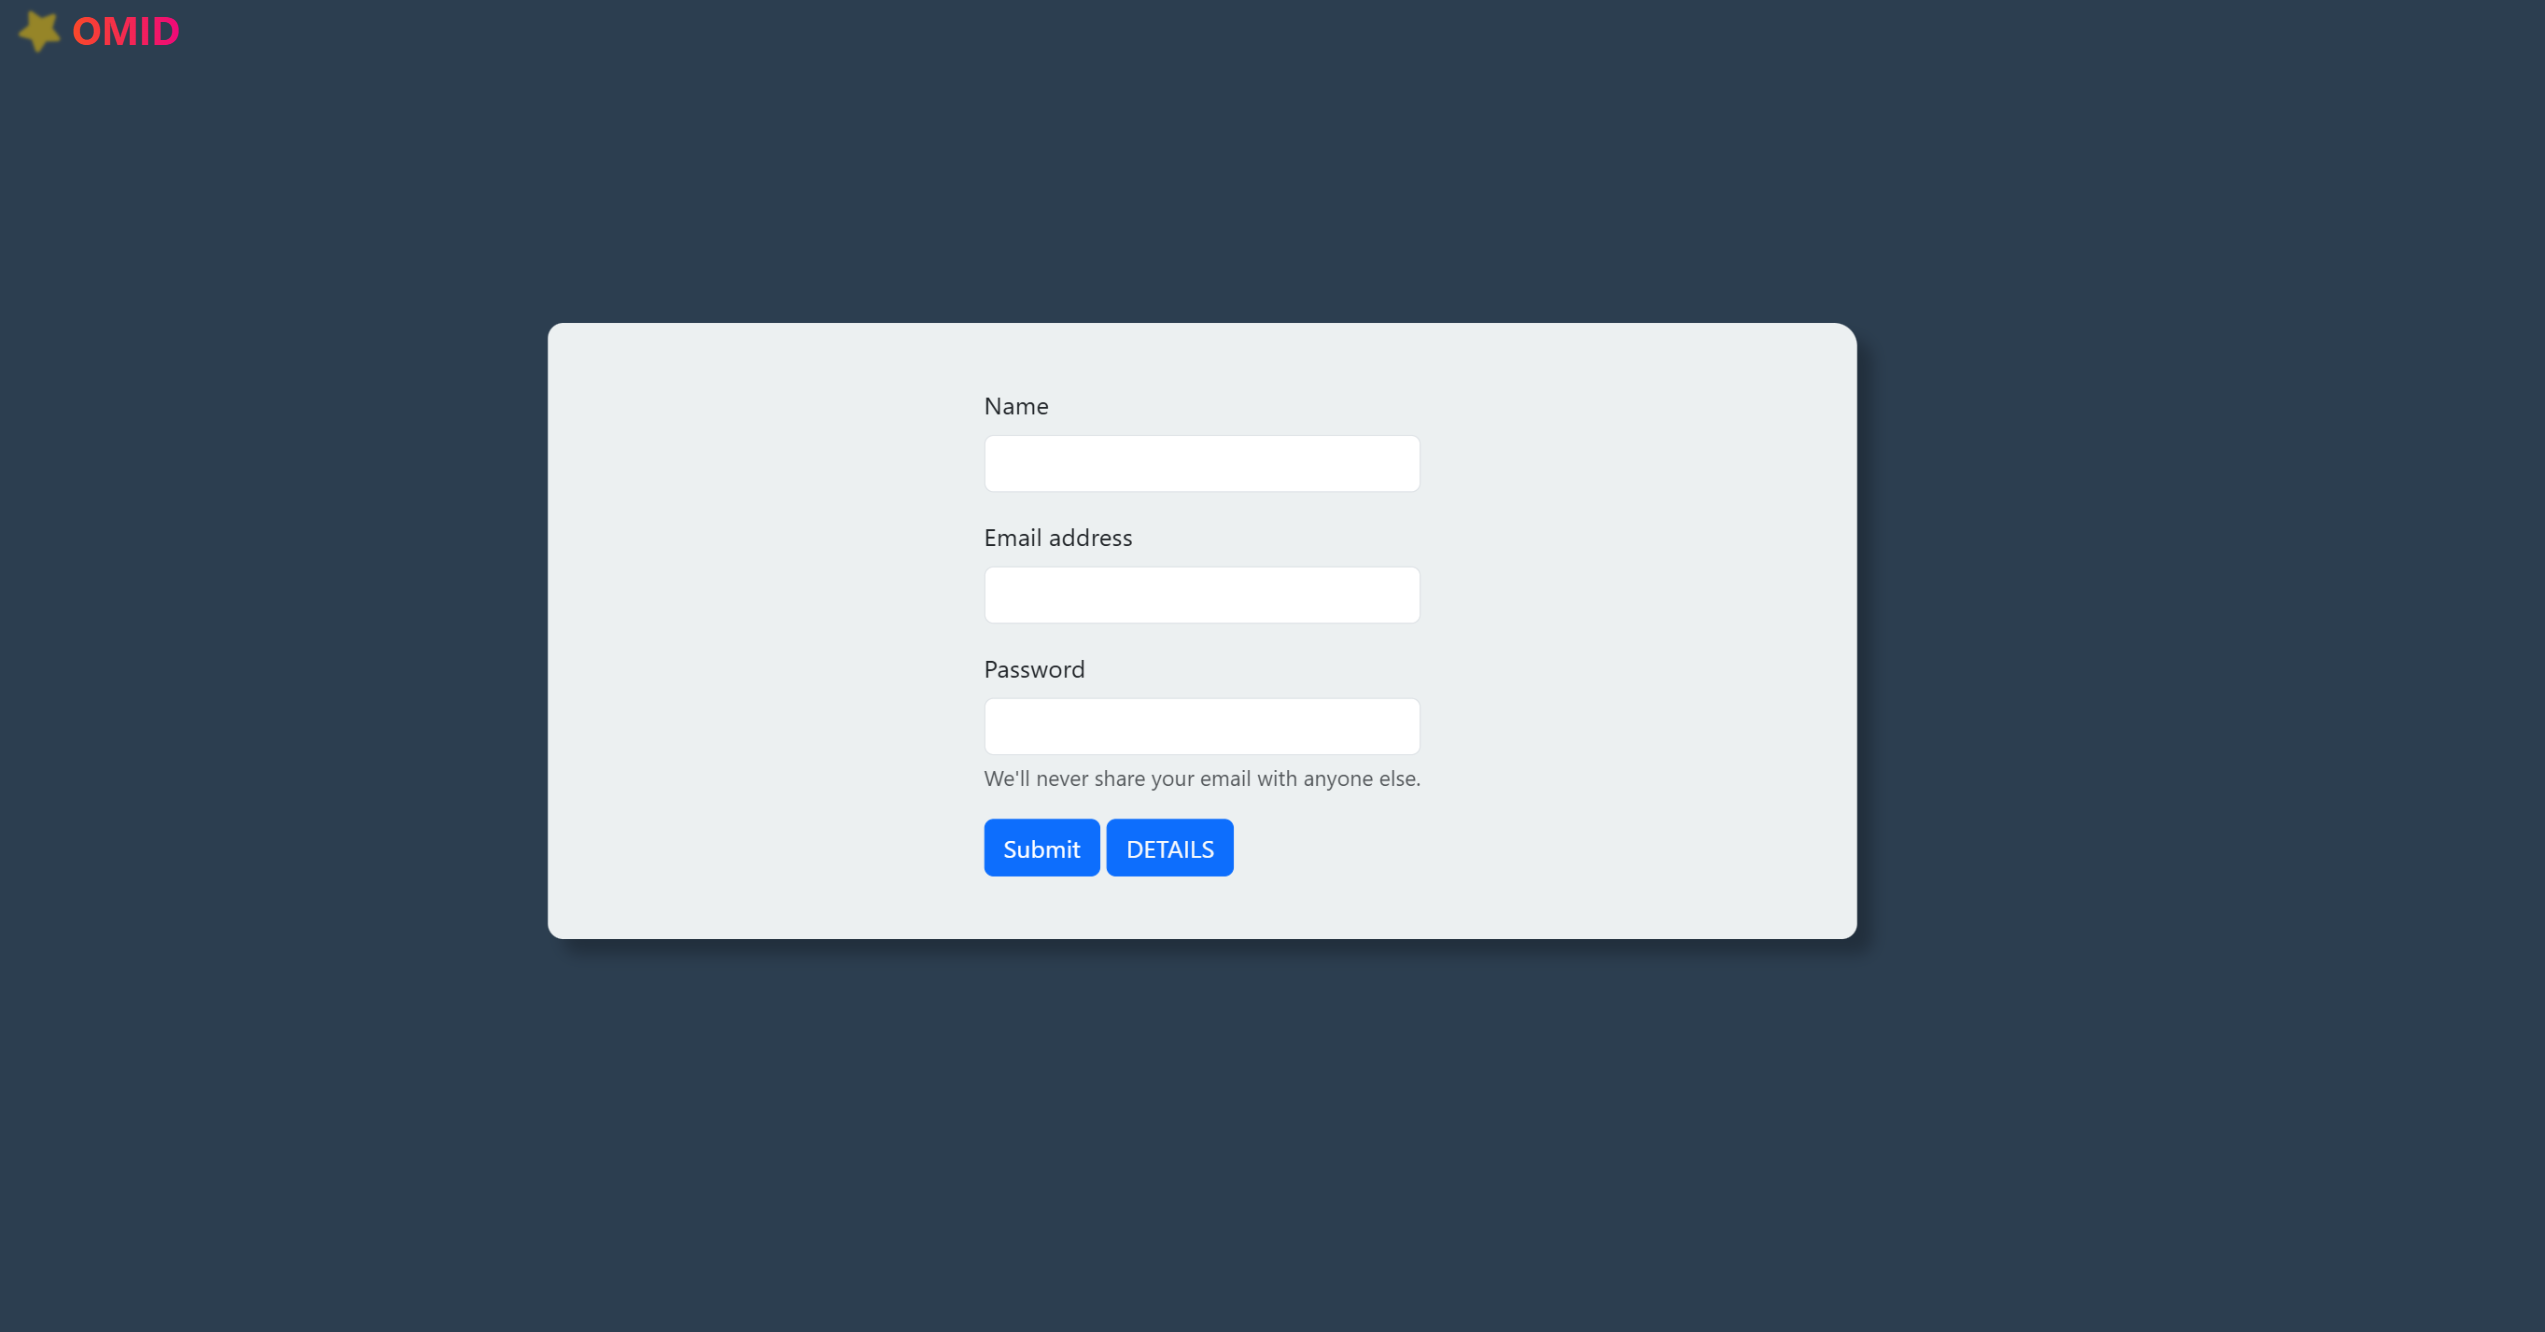 OMID
Name
Email address
Password
We'll never share your email with anyone else.
Submit DETAILS